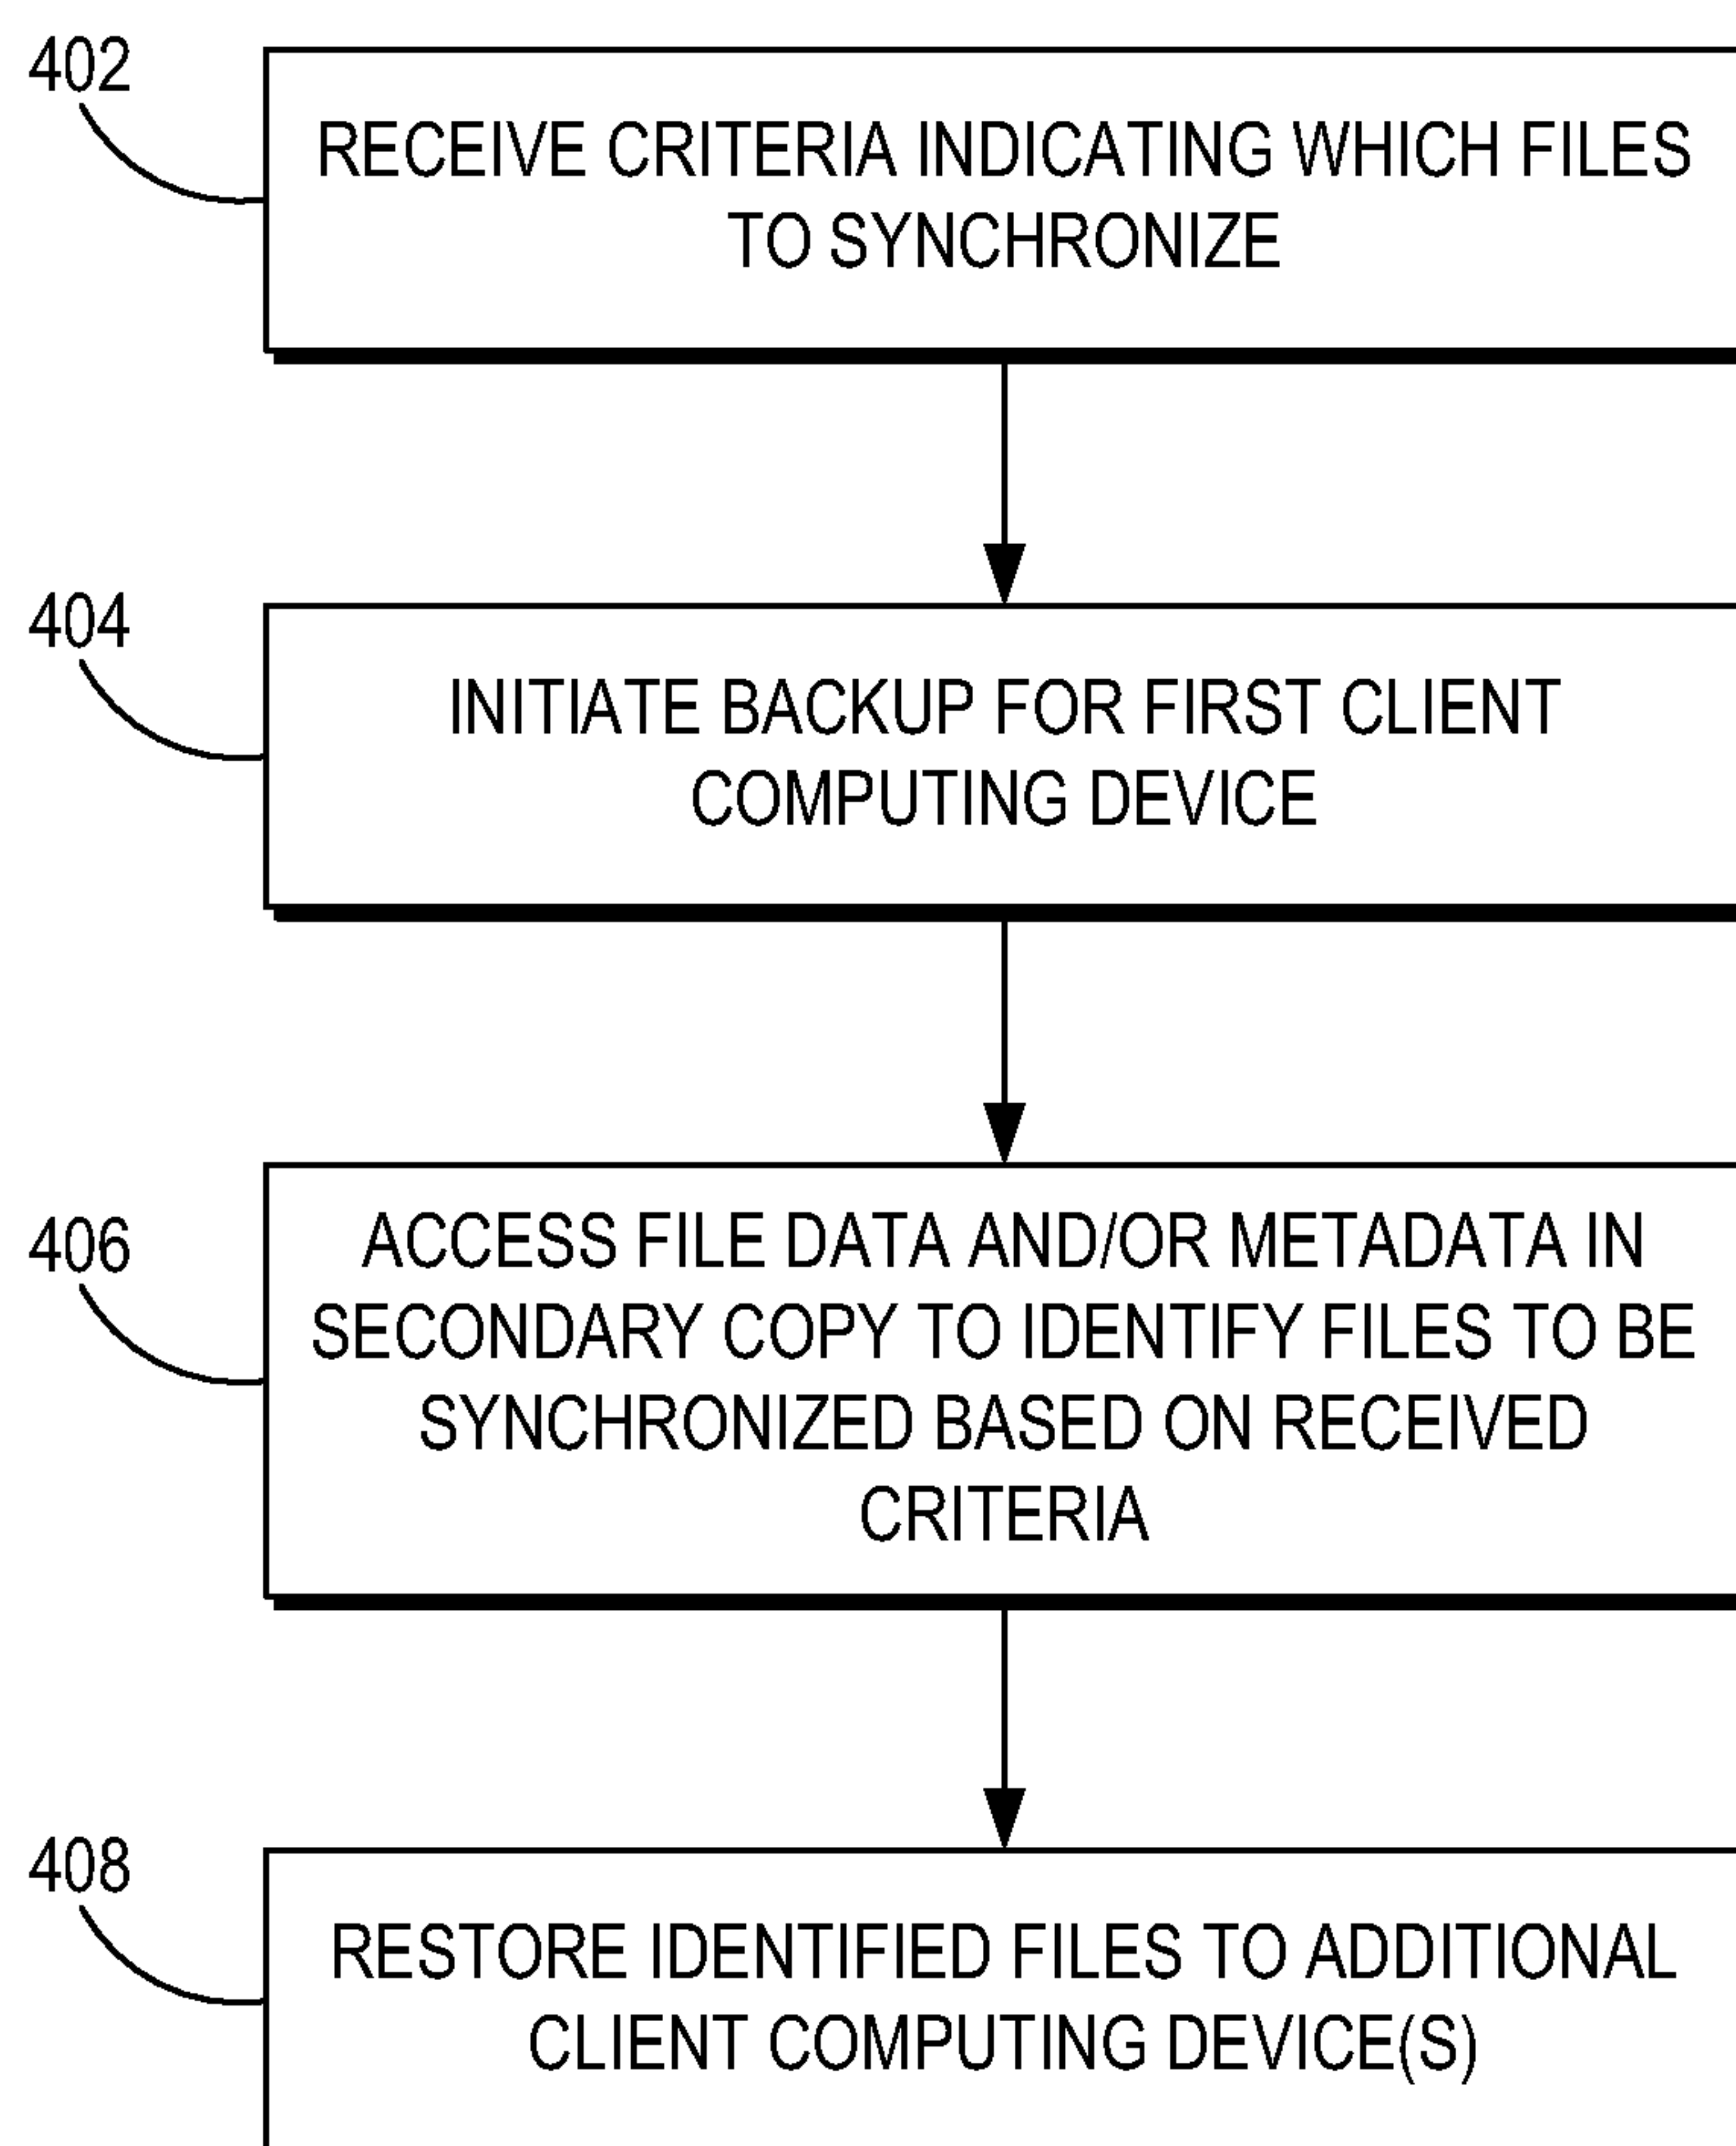 402
RECEIVE CRITERIA INDICATING WHICH FILES
TO SYNCHRONIZE
404
INITIATE BACKUP FOR FIRST CLIENT
COMPUTING DEVICE
406
ACCESS FILE DATA AND/OR METADATA IN
SECONDARY COPY TO IDENTIFY FILES TO BE
SYNCHRONIZED BASED ON RECEIVED
CRITERIA
408
RESTORE IDENTIFIED FILES TO ADDITIONAL
CLIENT COMPUTING DEVICE(S)